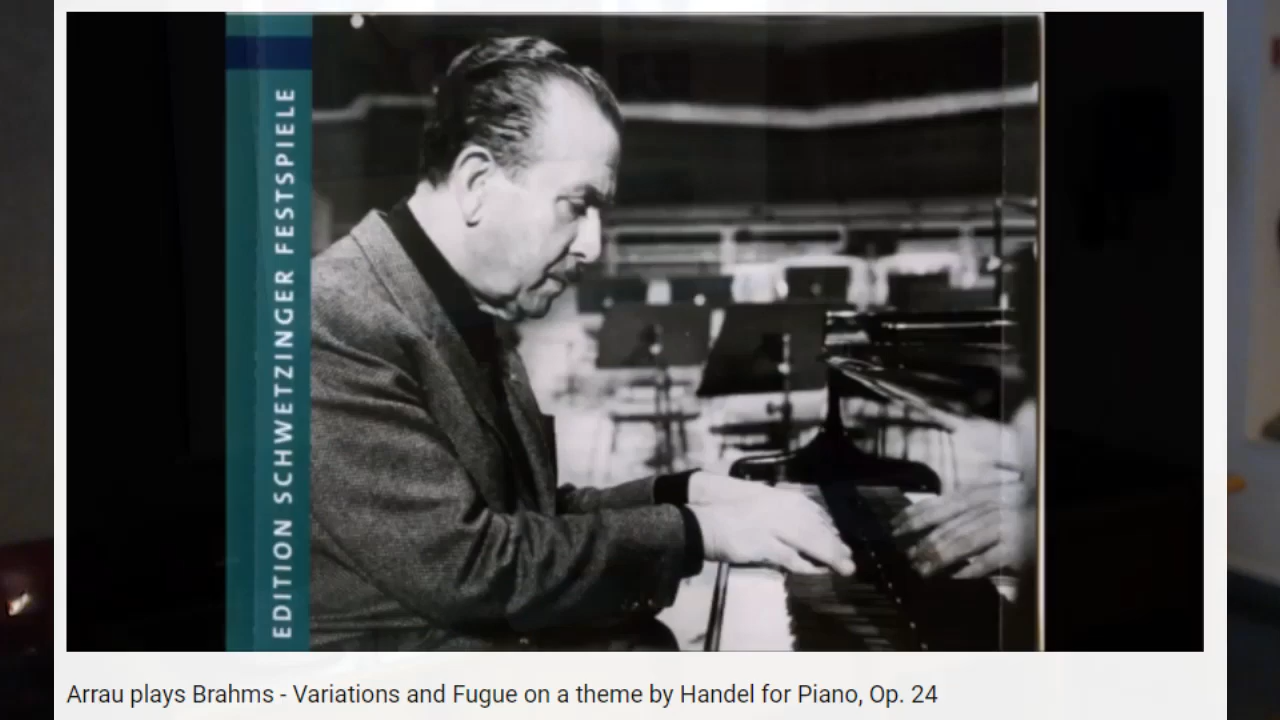 EDITION SCHWETZINGER FESTSPIELE
Arrau plays Brahms - Variations and Fugue on a theme by Handel for Piano, Op. 24